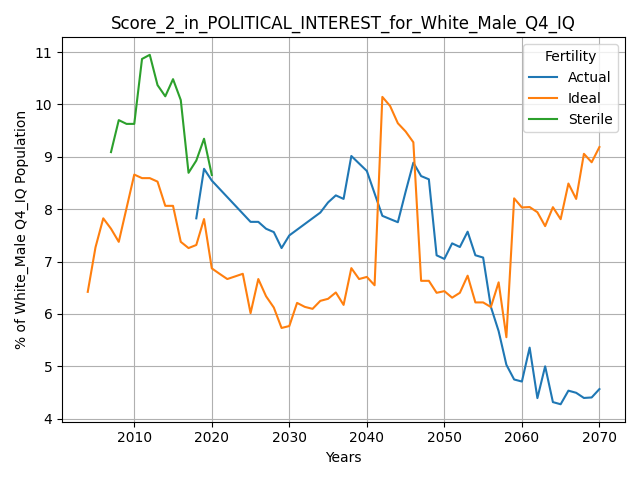 Score_2_in_POLITICAL_INTEREST_for_White_Male_Q4_IQ
% of White_Male Q4_IQ Population
11
10
9
8
7
6
5
4
Fertility
Actual
Ideal
Sterile
2010 2020 2030 2040 2050 2060 2070
Years